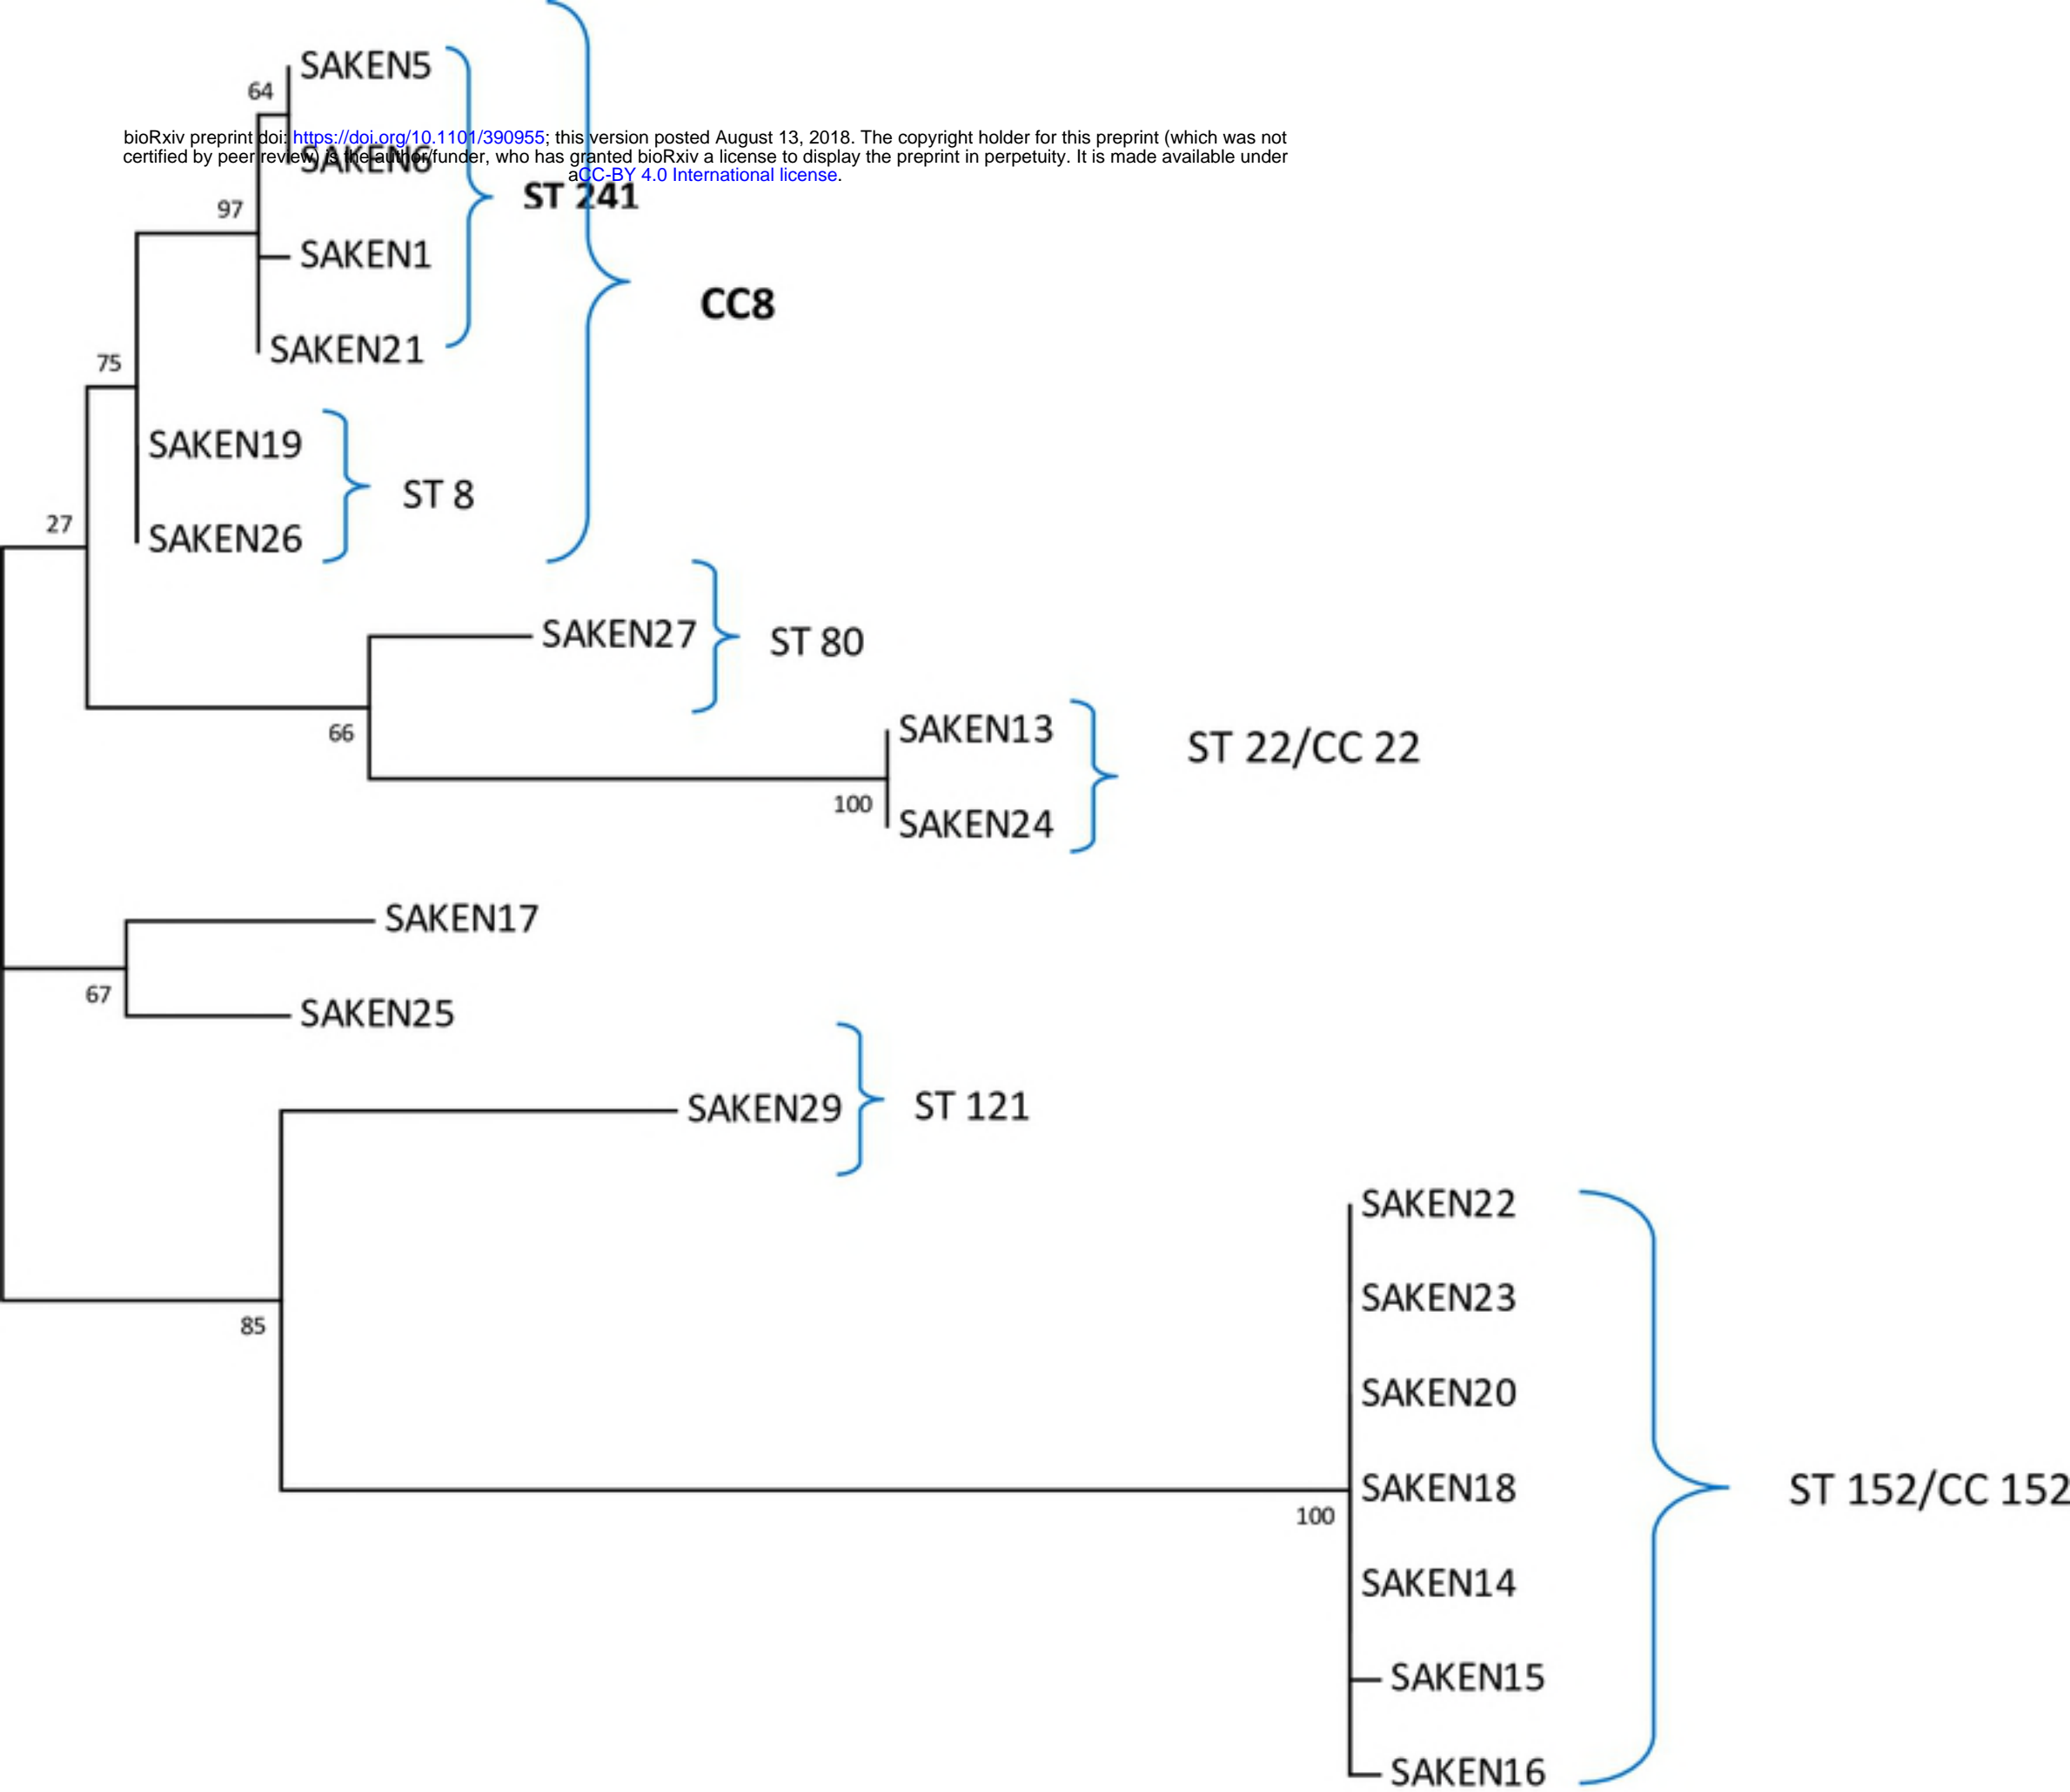 SAKEN5
64
bioRxiv preprint doi: https://doi.org/10.1101/390955; this version posted August 13, 2018. The copyright holder for this preprint (which was not
certified by peer review) is the author/funder, who has granted bioRxiv a license to display the preprint in perpetuity. It is made available under
aCC-BY 4.0 International license.
SAKEN6
ST 241
97
SAKEN1
CC8
SAKEN21
75
SAKEN19
ST 8
27
SAKEN26
SAKEN27
ST 80
66
SAKEN13
ST 22/CC 22
100
SAKEN24
SAKEN17
67
SAKEN25
SAKEN29
ST 121
SAKEN22
SAKEN23
85
SAKEN20
SAKEN18
ST 152/CC 152
100
SAKEN14
SAKEN15
SAKEN16